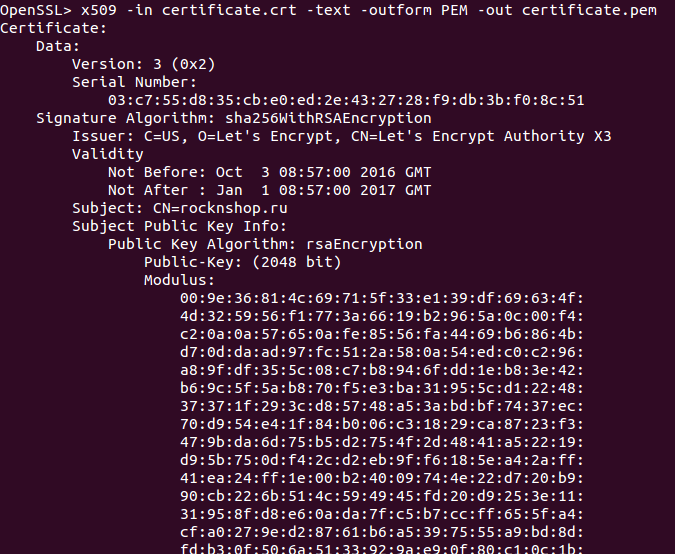 OpenSSL> x509 -in certificate.crt -text -outform PEM -out certificate.pem
Certificate:
    Data:
        Version: 3 (0x2)
        Serial Number:
            03:c7:55:d8:35:cb:e0:ed:2e:43:27:28:f9:db:3b:f0:8c:51
    Signature Algorithm: sha256WithRSAEncryption
        Issuer: C=US, O=Let's Encrypt, CN=Let's Encrypt Authority X3
        Validity
            Not Before: Oct  3 08:57:00 2016 GMT
            Not After : Jan  1 08:57:00 2017 GMT
        Subject: CN=rocknshop.ru
        Subject Public Key Info:
            Public Key Algorithm: rsaEncryption
                Public-Key: (2048 bit)
                Modulus:
                    00:9e:36:81:4c:69:71:5f:33:e1:39:df:69:63:4f:
                    4d:32:59:56:f1:77:3a:66:19:b2:96:5a:0c:00:f4:
                    c2:0a:0a:57:65:0a:fe:85:56:fa:44:69:b6:86:4b:
                    d7:0d:da:ad:97:fc:51:2a:58:0a:54:ed:c0:c2:96:
                    a8:9f:df:35:5c:08:c7:b8:94:6f:dd:1e:b8:3e:42:
                    b6:9c:5f:5a:b8:70:f5:e3:ba:31:95:5c:d1:22:48:
                    37:37:1f:29:3c:d8:57:48:a5:3a:bd:bf:74:37:ec:
                    70:d9:54:e4:1f:84:b0:06:c3:18:29:ca:87:23:f3:
                    47:9b:da:6d:75:b5:d2:75:4f:2d:48:41:a5:22:19:
                    d9:5b:75:0d:f4:2c:d2:eb:9f:f6:18:5e:a4:2a:ff:
                    41:ea:24:ff:1e:00:b2:40:09:74:4e:22:d7:20:b9:
                    90:cb:22:6b:51:4c:59:49:45:fd:20:d9:25:3e:11:
                    31:95:8f:d8:e6:0a:da:7f:c5:b7:cc:ff:65:5f:a4:
                    cf:a0:27:9e:d2:87:61:b6:a5:39:75:55:a9:bd:8d:
                    fd:b3:0f:50:6a:51:33:92:9a:e9:0f:80:c1:0c:1b: